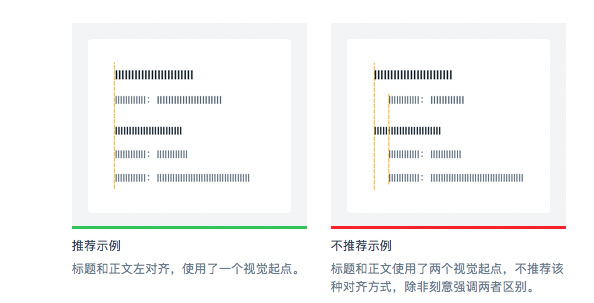 推荐示例
标题和正文左对齐，使用了一个视觉起点。
不推荐示例
标题和正文使用了两个视觉起点，不推荐该
种对齐方式，除非刻意强调两者区别。